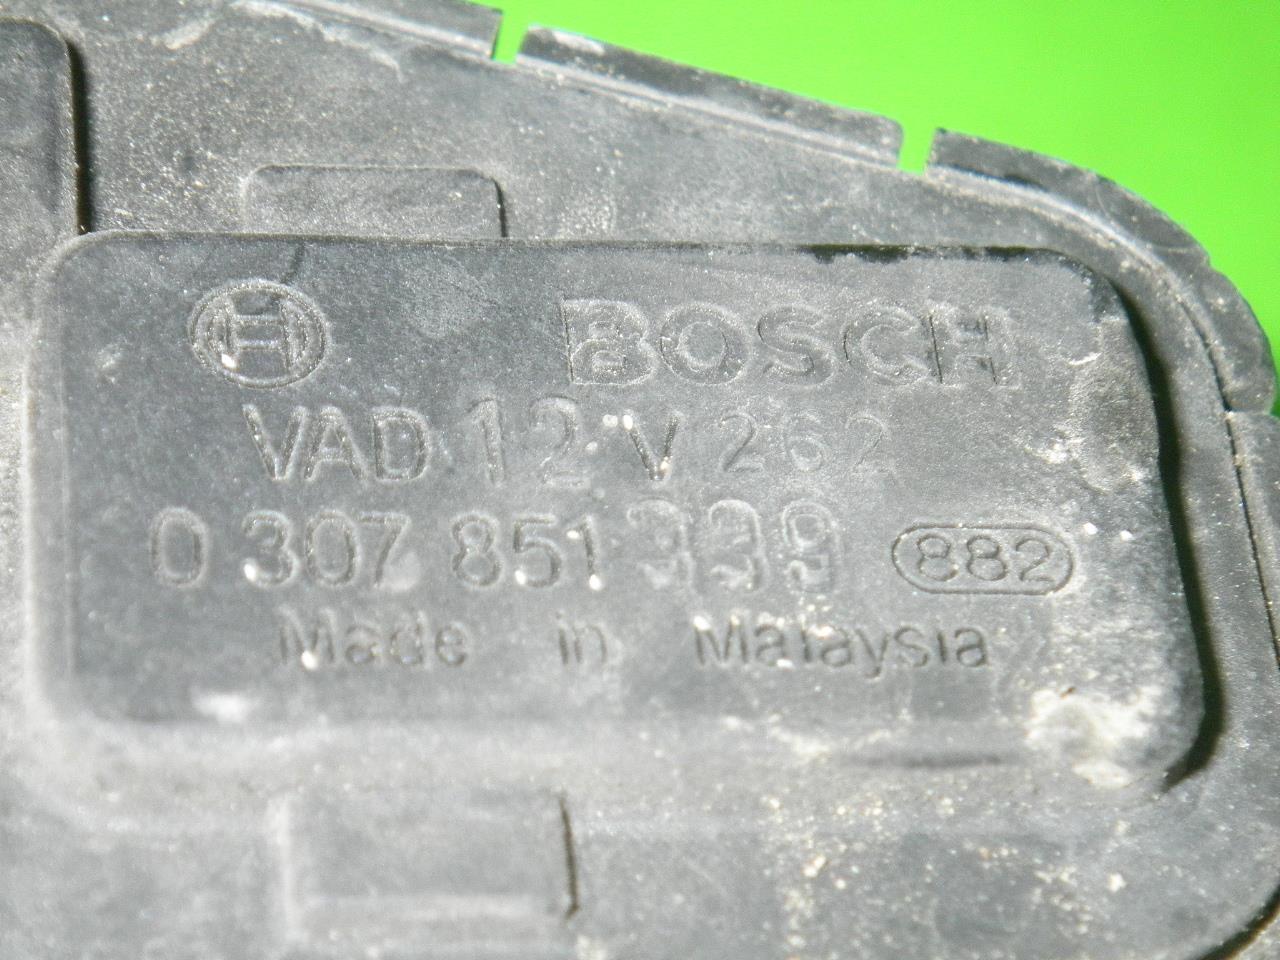 BOSCH
VAD 12 V 262
0 307 851 339 882
Made in Malaysia